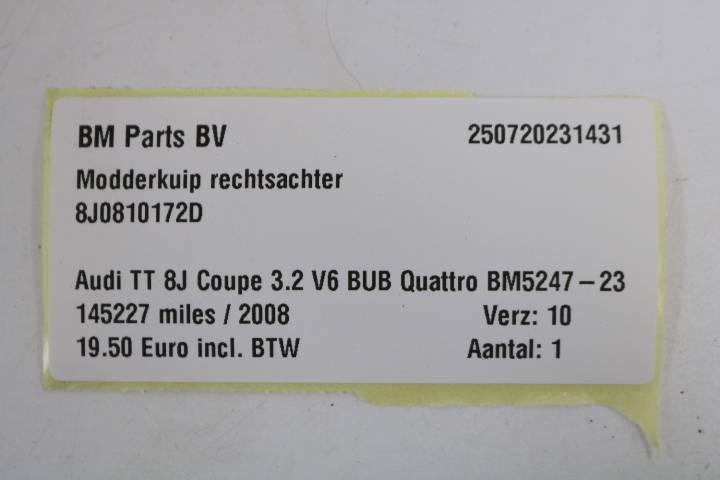 BM Parts BV 250720231431
Modderkuip rechtsachter
8J0810172D
Audi TT 8J Coupe 3.2 V6 BUB Quattro BM5247-23
145227 miles / 2008 Verz: 10
19.50 Euro incl. BTW Aantal: 1